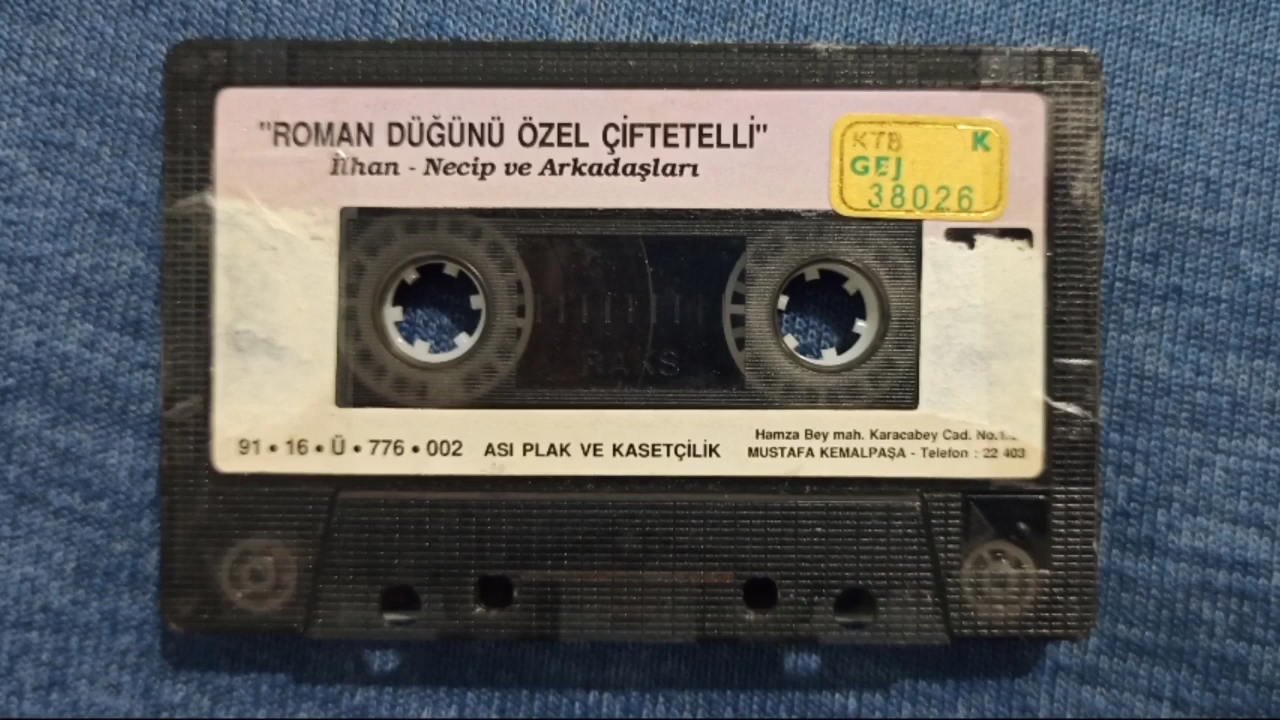 "ROMAN DÜĞÜNÜ ÖZEL ÇİFTETELLİ"
İlhan - Necip ve Arkadaşları
KTB K
GEJ
38026
RAKS
91 • 16 • Ü • 776 • 002 ASI PLAK VE KASETÇİLİK
Hamza Bey mah. Karacabey Cad.
MUSTAFA KEMALPAŞA - Telefon : 22 403